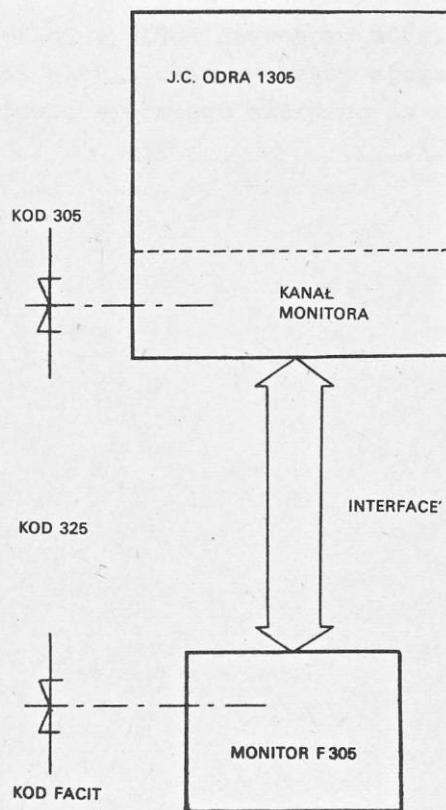 J.C. ODRA 1305
KOD 305
KANAŁ
MONITORA
INTERFACE'
KOD 325
MONITOR F 305
KOD FACIT